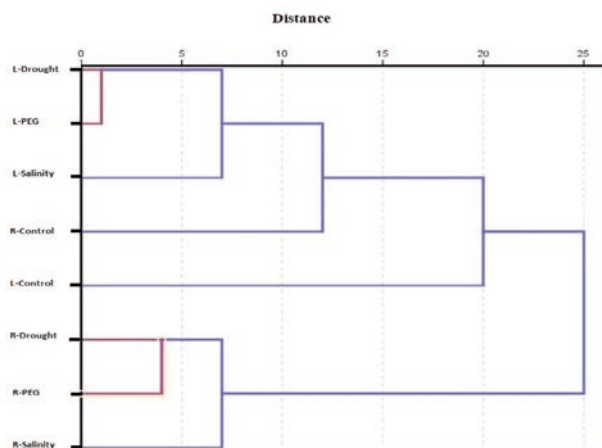 Distance
0 5 10 15 20 25
L-Drought
L-PEG
L-Salinity
R-Control
L-Control
R-Drought
R-PEG
R-Salinity